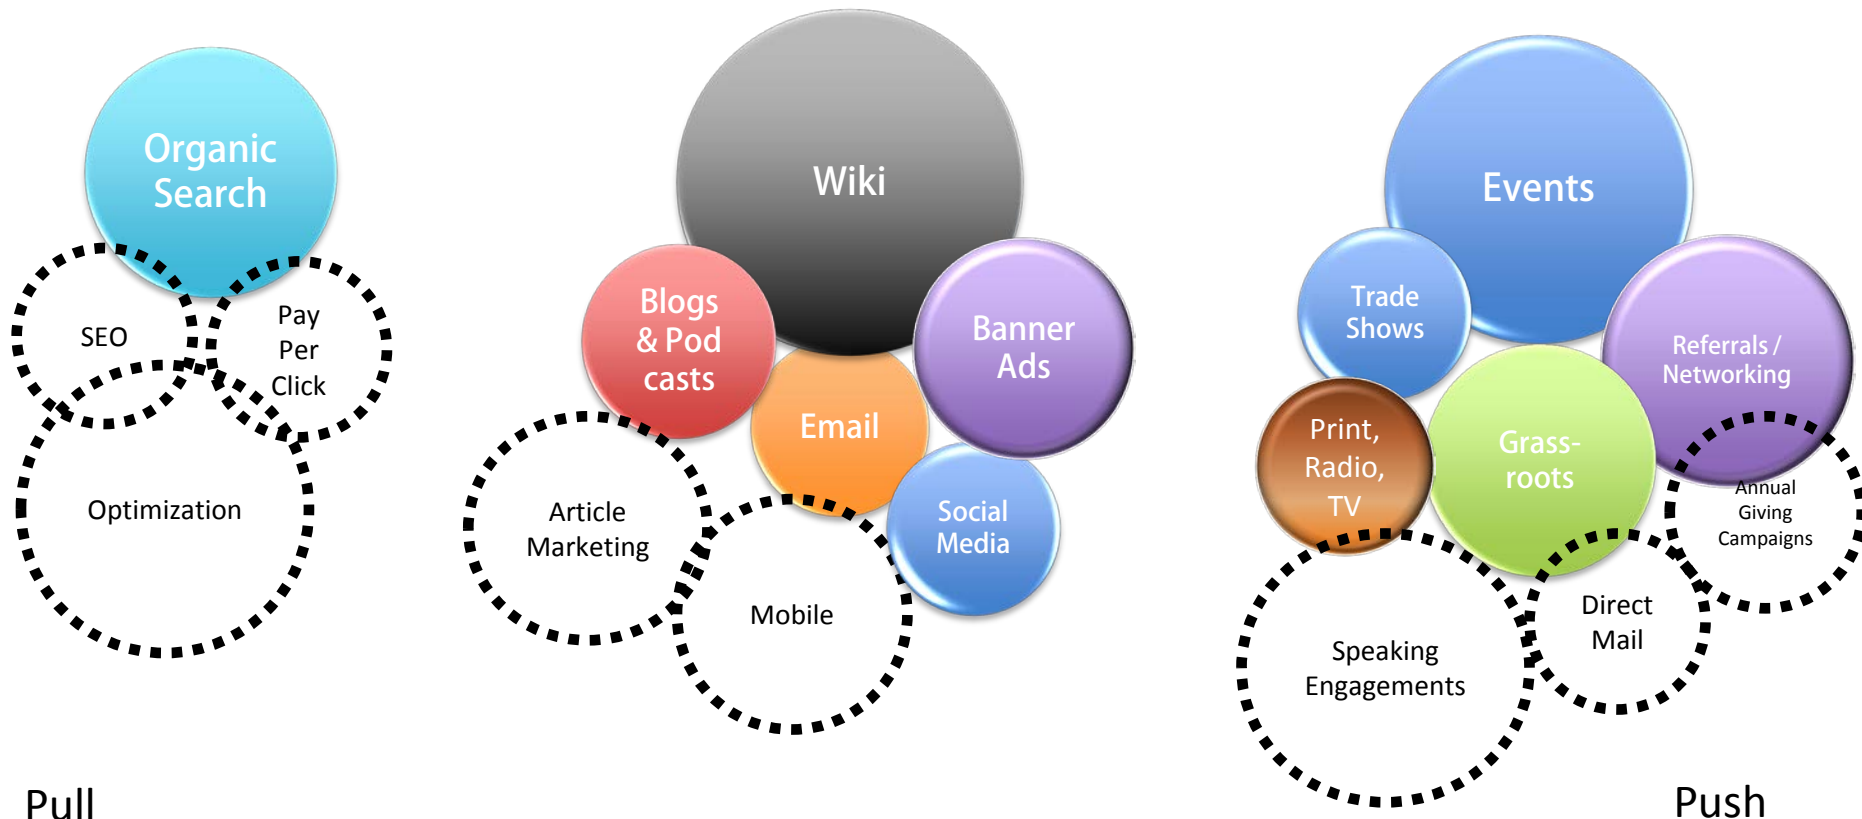 Organic
Search
SEO
Pay
Per
Click
Optimization
Wiki
Blogs
& Pod
casts
Banner
Ads
Email
Article
Marketing
Social
Media
Mobile
Events
Trade
Shows
Referrals /
Networking
Print,
Radio,
TV
Grass-
roots
Annual
Giving
Campaigns
Direct
Mail
Speaking
Engagements
Pull
Push